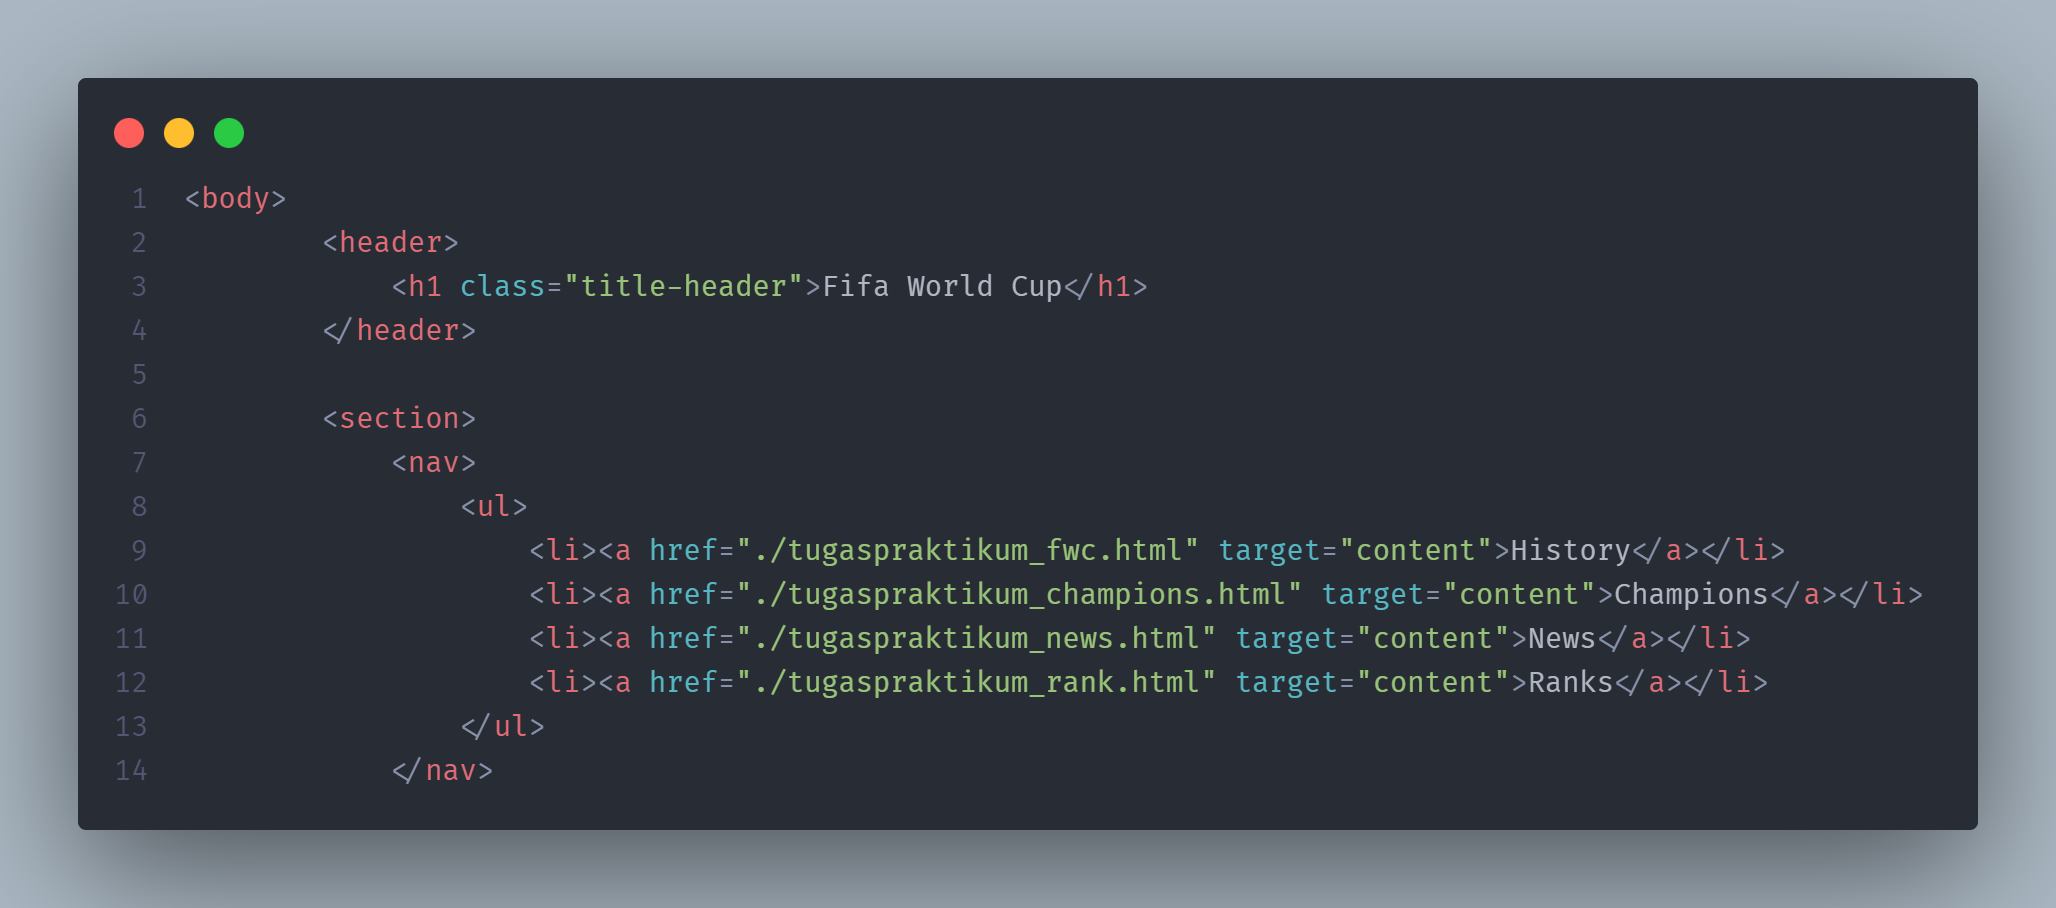 1 <body>
2         <header>
3             <h1 class="title-header">Fifa World Cup</h1>
4         </header>
5
6         <section>
7             <nav>
8                 <ul>
9                     <li><a href="./tugaspraktikum_fwc.html" target="content">History</a></li>
10                     <li><a href="./tugaspraktikum_champions.html" target="content">Champions</a></li>
11                     <li><a href="./tugaspraktikum_news.html" target="content">News</a></li>
12                     <li><a href="./tugaspraktikum_rank.html" target="content">Ranks</a></li>
13                 </ul>
14             </nav>